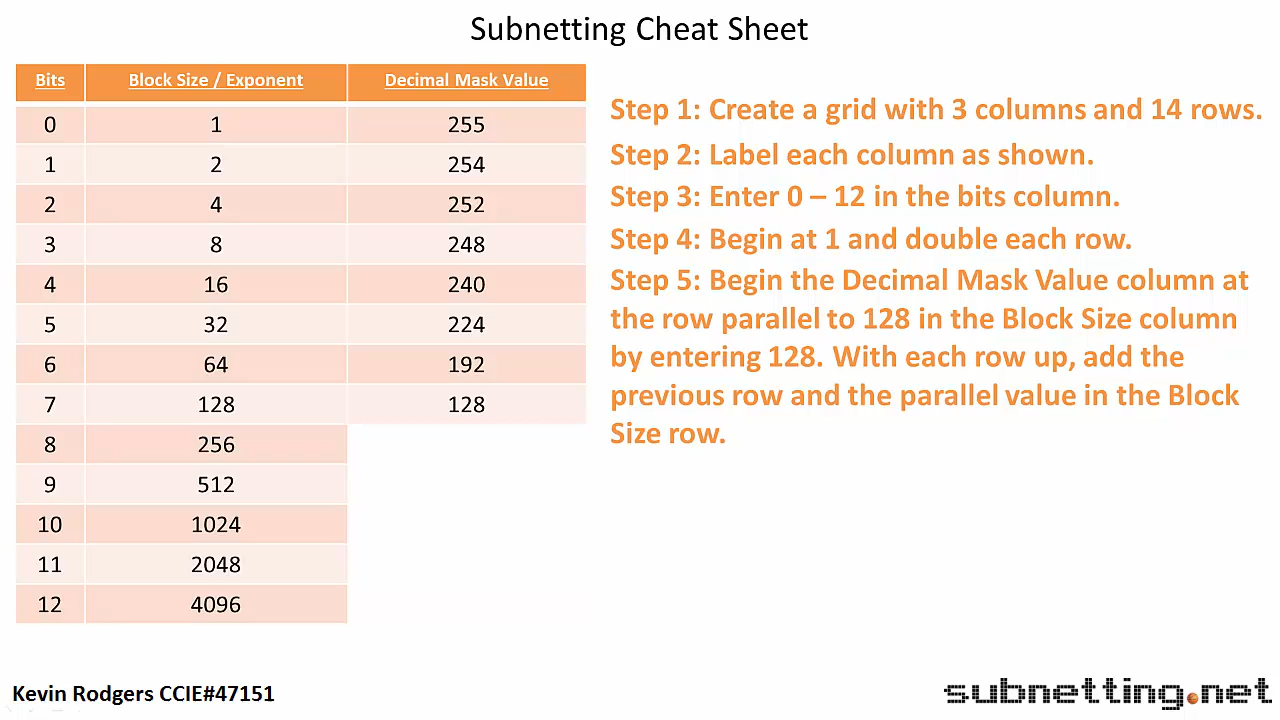 Subnetting Cheat Sheet
Bits Block Size / Exponent Decimal Mask Value
0 1 255
1 2 254
2 4 252
3 8 248
4 16 240
5 32 224
6 64 192
7 128 128
8 256
9 512
10 1024
11 2048
12 4096
Step 1: Create a grid with 3 columns and 14 rows.
Step 2: Label each column as shown.
Step 3: Enter 0 – 12 in the bits column.
Step 4: Begin at 1 and double each row.
Step 5: Begin the Decimal Mask Value column at
the row parallel to 128 in the Block Size column
by entering 128. With each row up, add the
previous row and the parallel value in the Block
Size row.
Kevin Rodgers CCIE#47151
subnetting.net